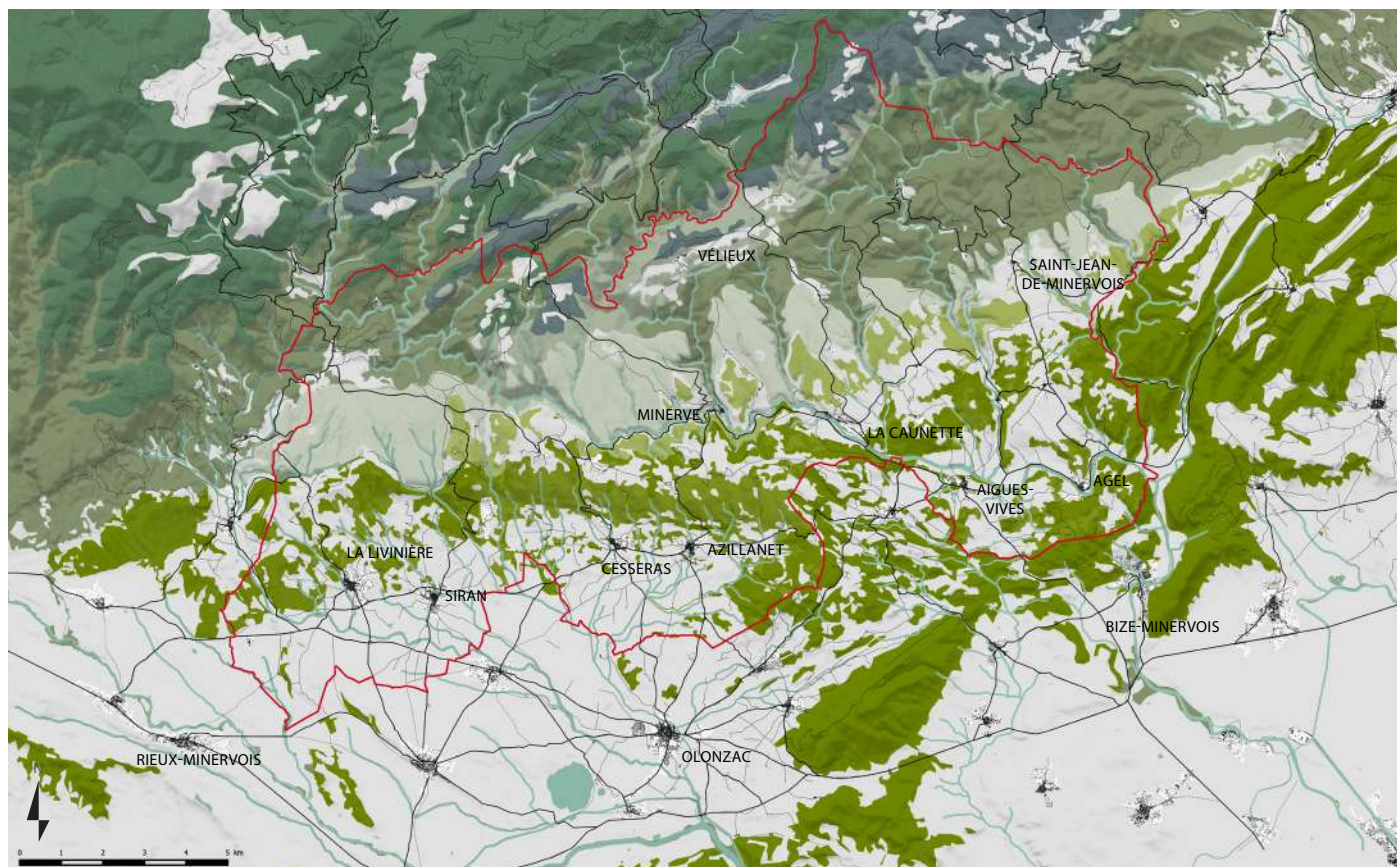 VÉLIEUX
SAINT-JEAN-
DE-MINERVOIS
MINERVE
LA CAUNETTE
AIGUES-
VIVES
AGEL
LA LIVINIÈRE
CESSERAS
AZILLANET
SIRAN
BIZE-MINERVOIS
RIEUX-MINERVOIS
OLONZAC
0 1 2 3 4 5 km